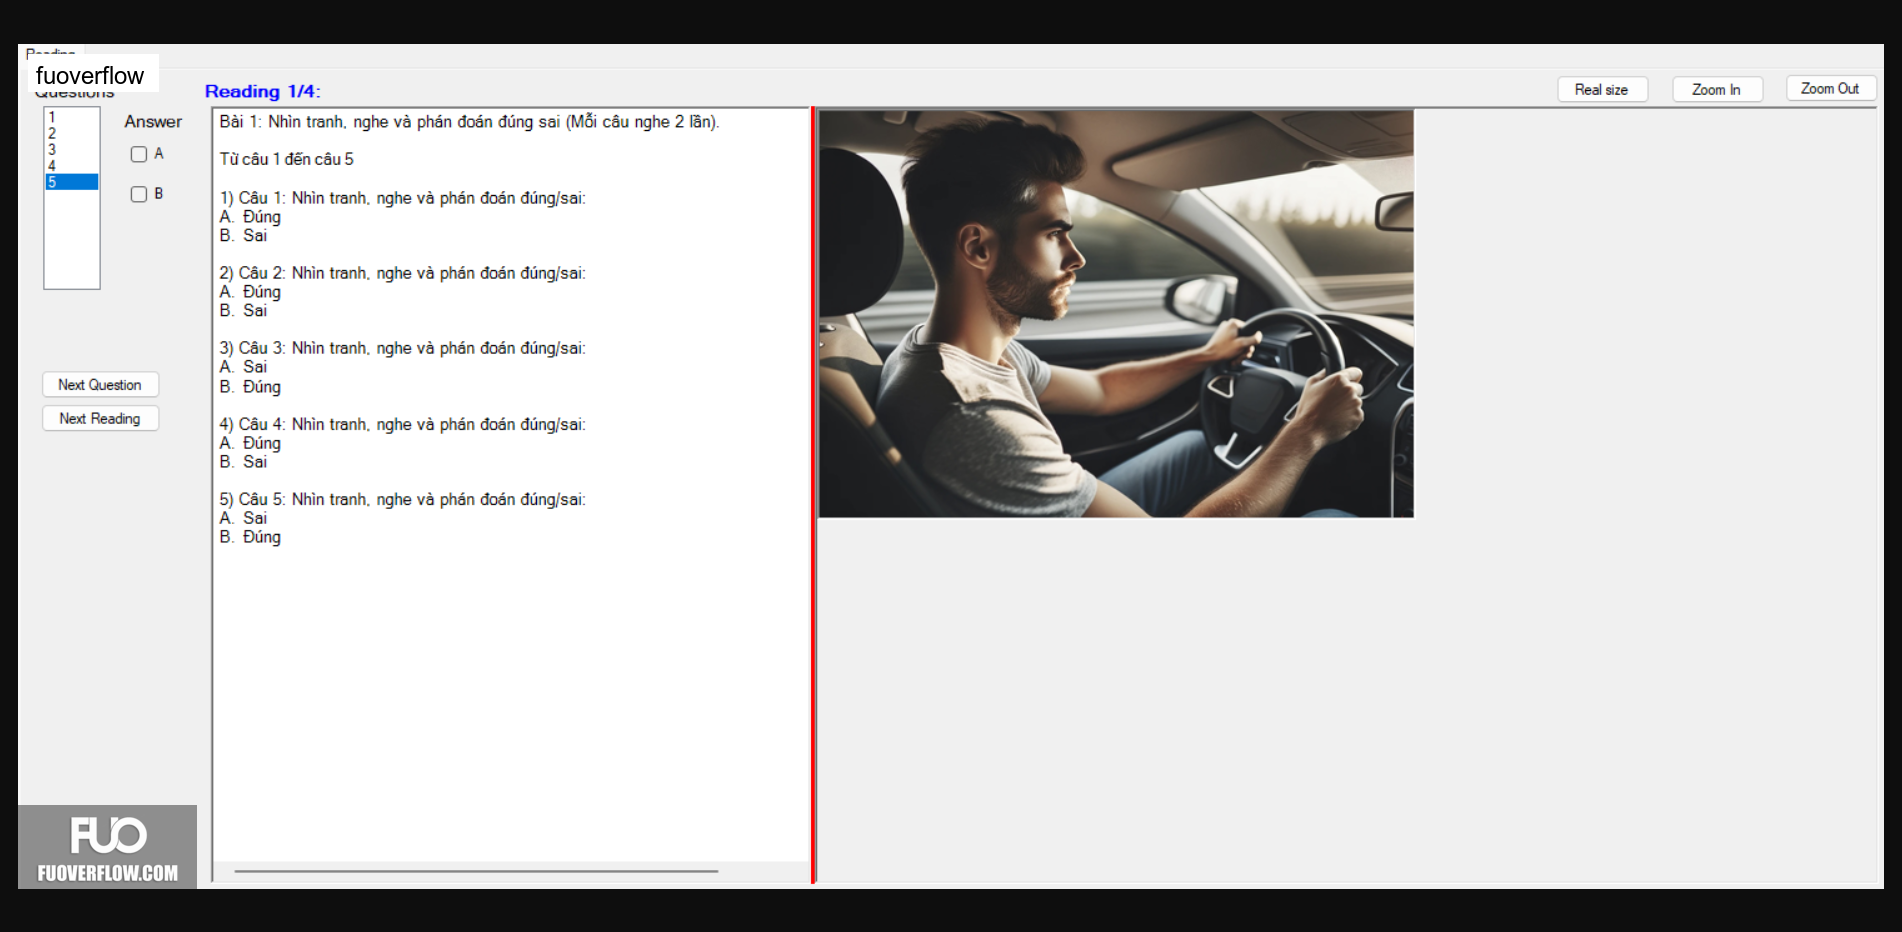 Reading
fuoverflow
Questions
Reading 1/4:
Real size
Zoom In
Zoom Out
1
2
3
4
5
Answer
A
B
Next Question
Next Reading
Bài 1: Nhìn tranh, nghe và phán đoán đúng sai (Mỗi câu nghe 2 lần).
Từ câu 1 đến câu 5
1) Câu 1: Nhìn tranh, nghe và phán đoán đúng/sai:
A. Đúng
B. Sai
2) Câu 2: Nhìn tranh, nghe và phán đoán đúng/sai:
A. Đúng
B. Sai
3) Câu 3: Nhìn tranh, nghe và phán đoán đúng/sai:
A. Sai
B. Đúng
4) Câu 4: Nhìn tranh, nghe và phán đoán đúng/sai:
A. Đúng
B. Sai
5) Câu 5: Nhìn tranh, nghe và phán đoán đúng/sai:
A. Sai
B. Đúng
FUO
FUOVERFLOW.COM